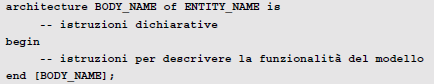 architecture BODY_NAME of ENTITY_NAME is
-- istruzioni dichiarative
begin
-- istruzioni per descrivere la funzionalità del modello
end [BODY_NAME];